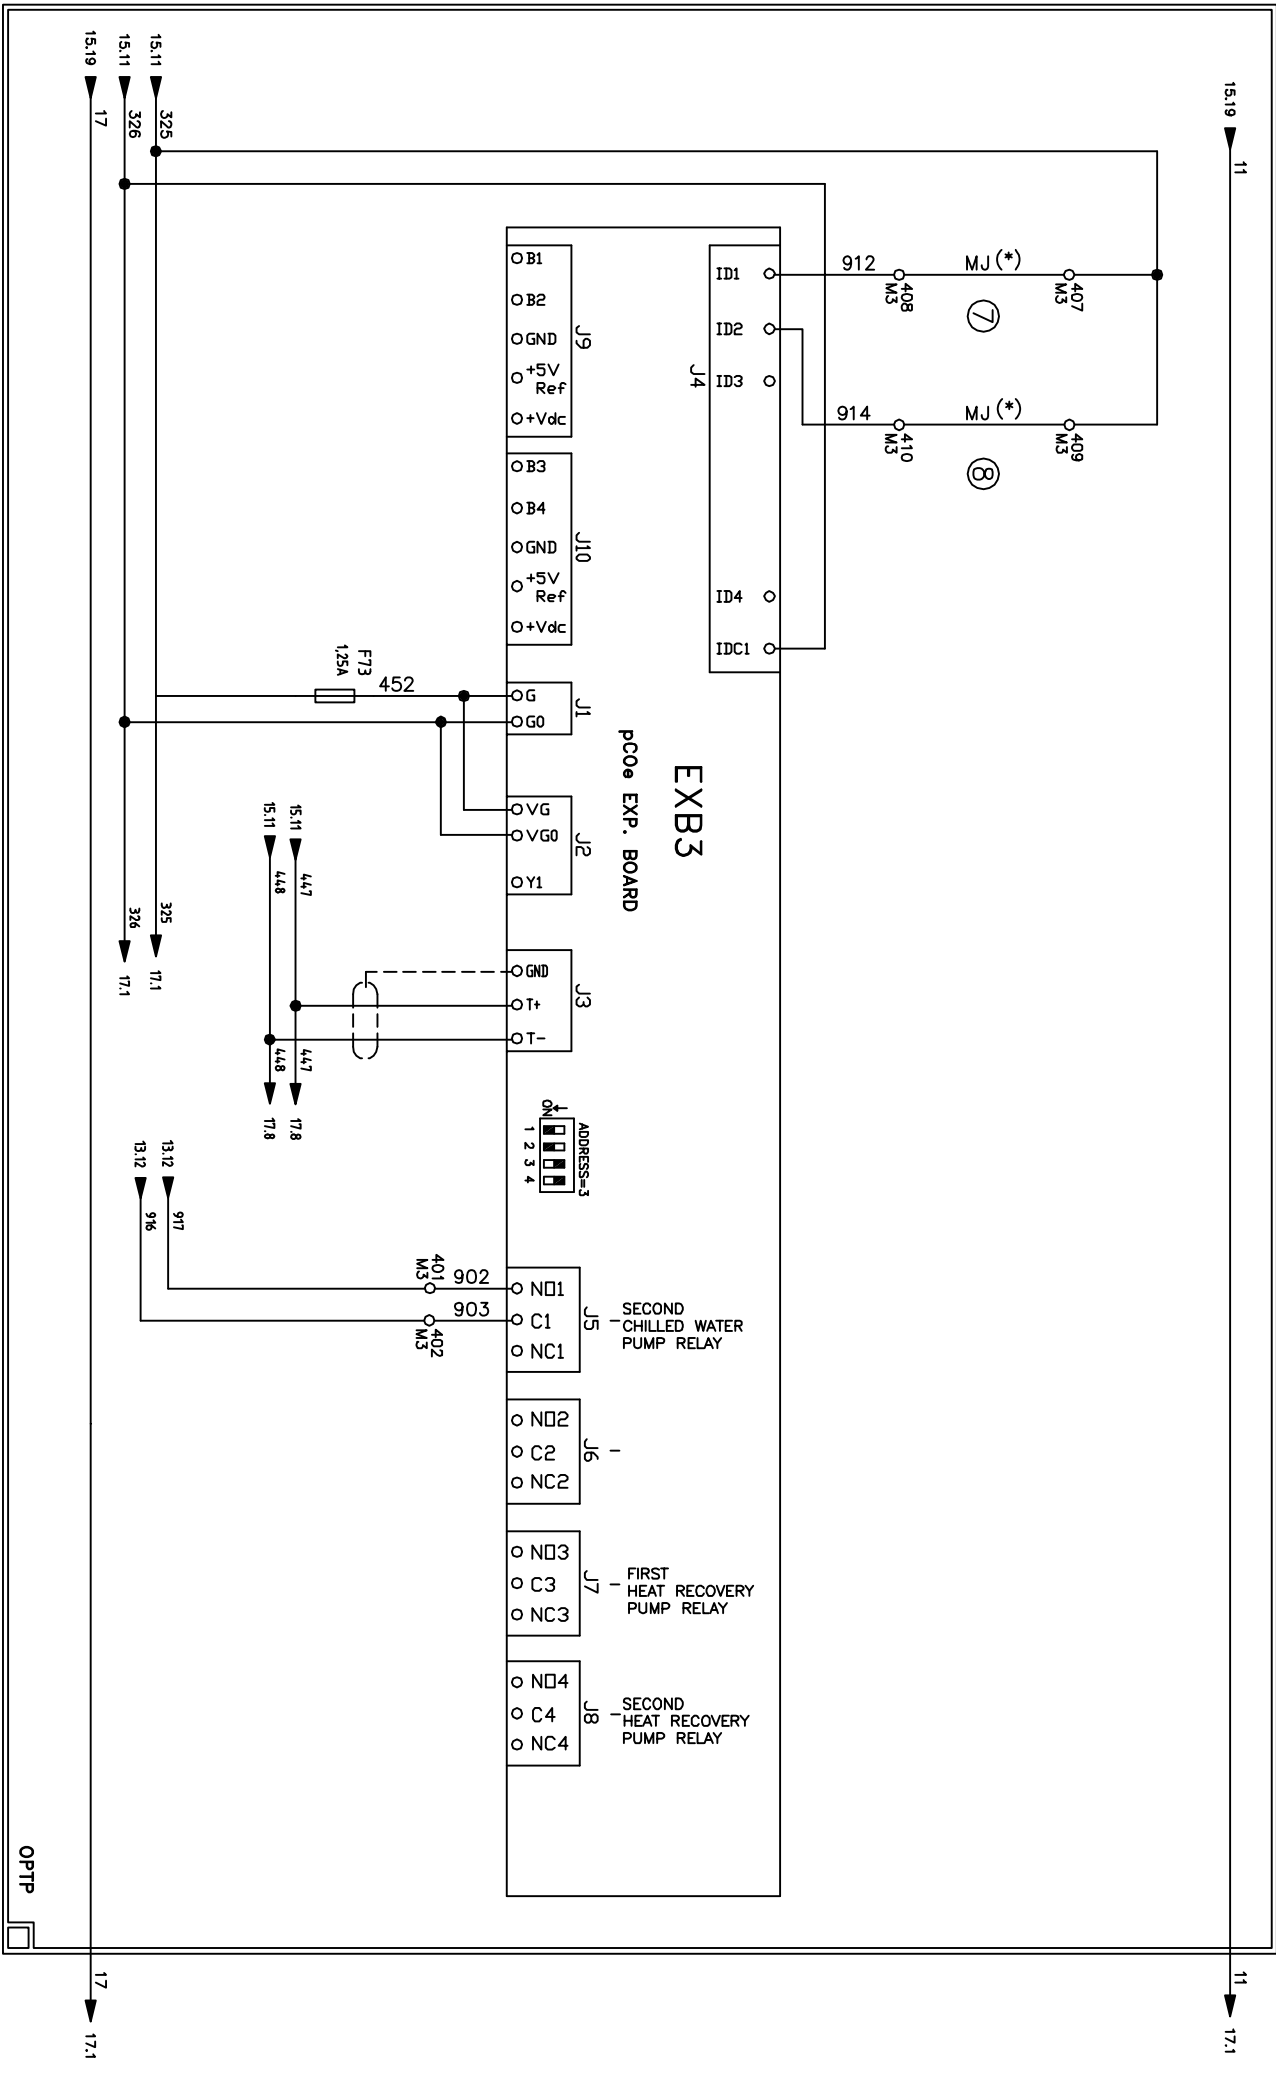 15.19
15.11
15.11
17
326
325
15.19
11
912
408
M3
MJ(*)
407
M3
7
914
410
M3
MJ(*)
409
M3
8
ID1
ID2
ID3
ID4
IDC1
J4
B1
B2
GND
+5V
Ref
+Vdc
J9
B3
B4
GND
+5V
Ref
+Vdc
J10
F73
1,25A
452
G
G0
J1
EXB3
pCOe EXP. BOARD
VG
VG0
Y1
J2
15.11
15.11
448
447
326
325
17.1
17.1
GND
T+
T-
J3
448
447
17.8
17.8
ON
ADDRESS=3
1
2
3
4
13.12
13.12
916
917
401
M3
902
903
402
M3
NO1
C1
NC1
J5
- SECOND
CHILLED WATER
PUMP RELAY
NO2
C2
NC2
J6 -
NO3
C3
NC3
J7
- FIRST
HEAT RECOVERY
PUMP RELAY
NO4
C4
NC4
J8
- SECOND
HEAT RECOVERY
PUMP RELAY
OPTP
17
17.1
11
17.1